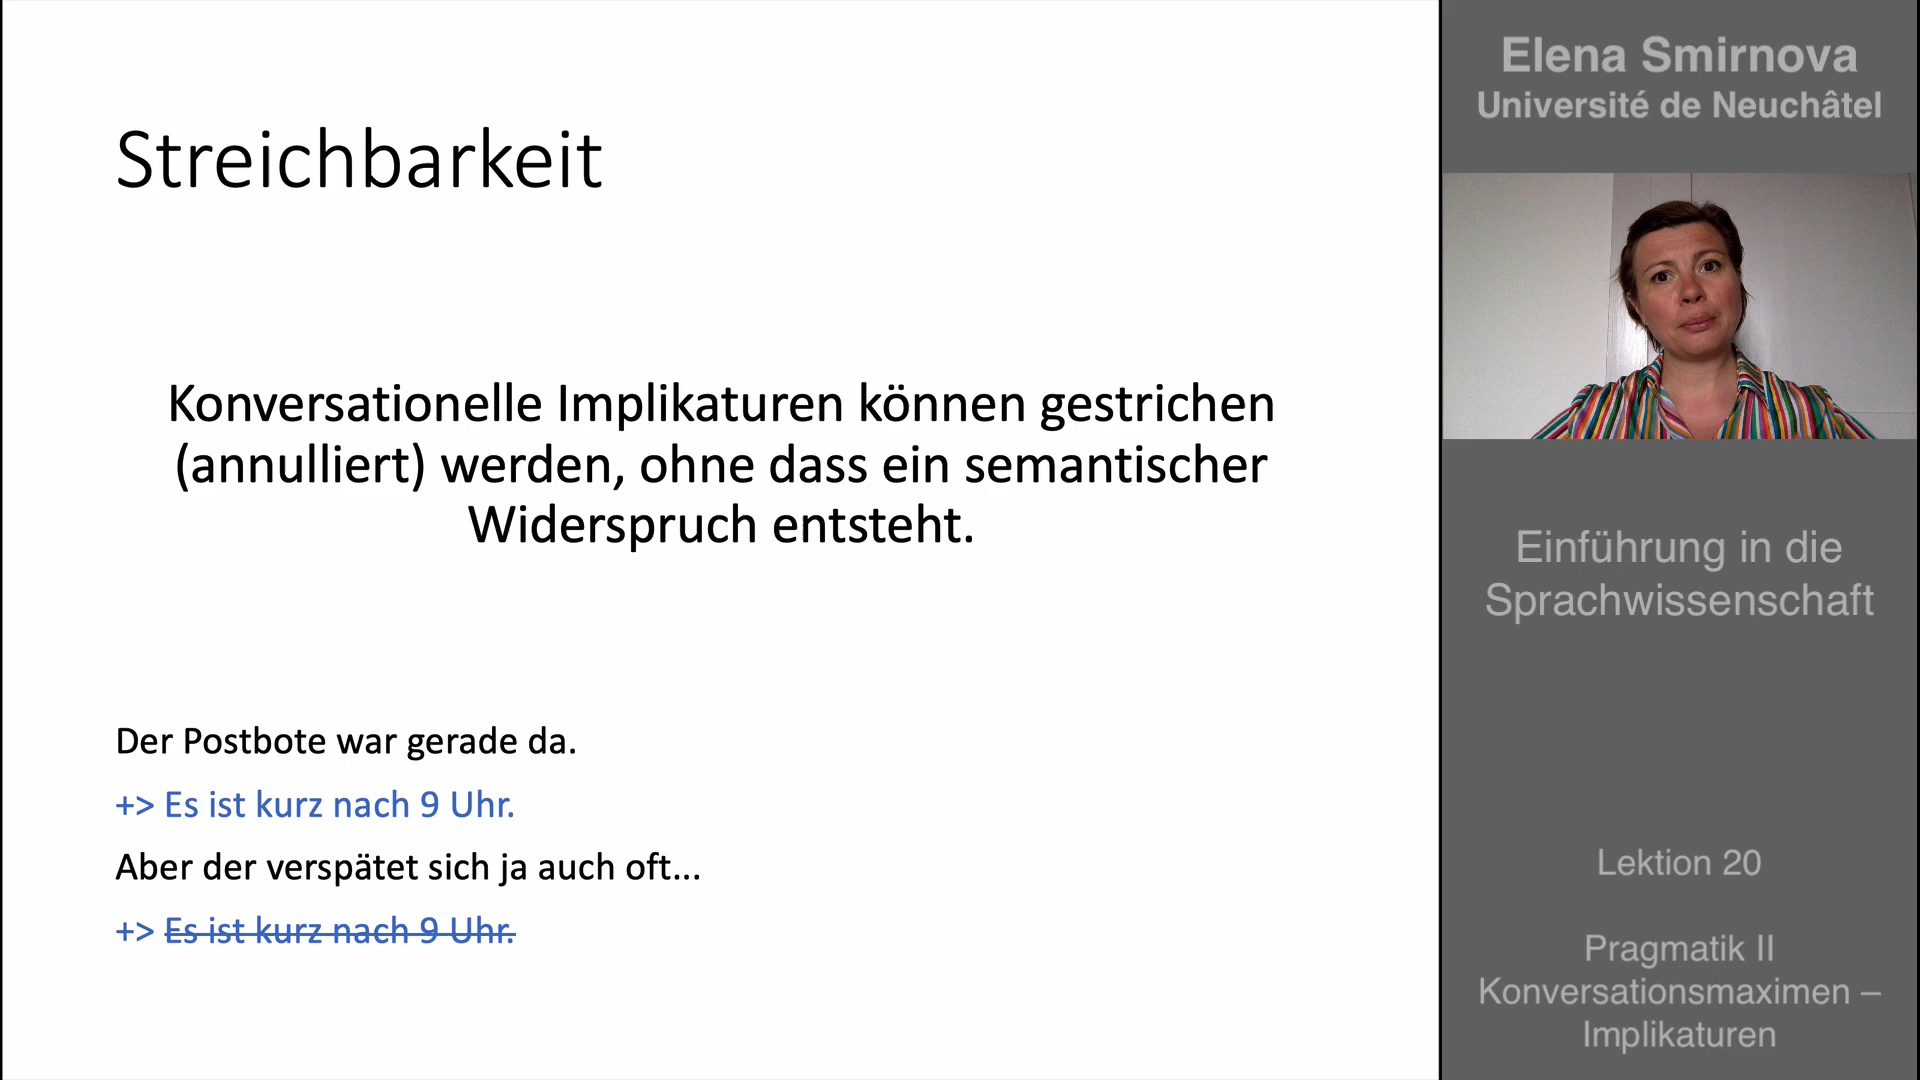 Streichbarkeit
Konversationelle Implikaturen können gestrichen
(annulliert) werden, ohne dass ein semantischer
Widerspruch entsteht.
Der Postbote war gerade da.
+> Es ist kurz nach 9 Uhr.
Aber der verspätet sich ja auch oft...
+> Es ist kurz nach 9 Uhr.
Elena Smirnova
Université de Neuchâtel
Einführung in die
Sprachwissenschaft
Lektion 20
Pragmatik II
Konversationsmaximen –
Implikaturen